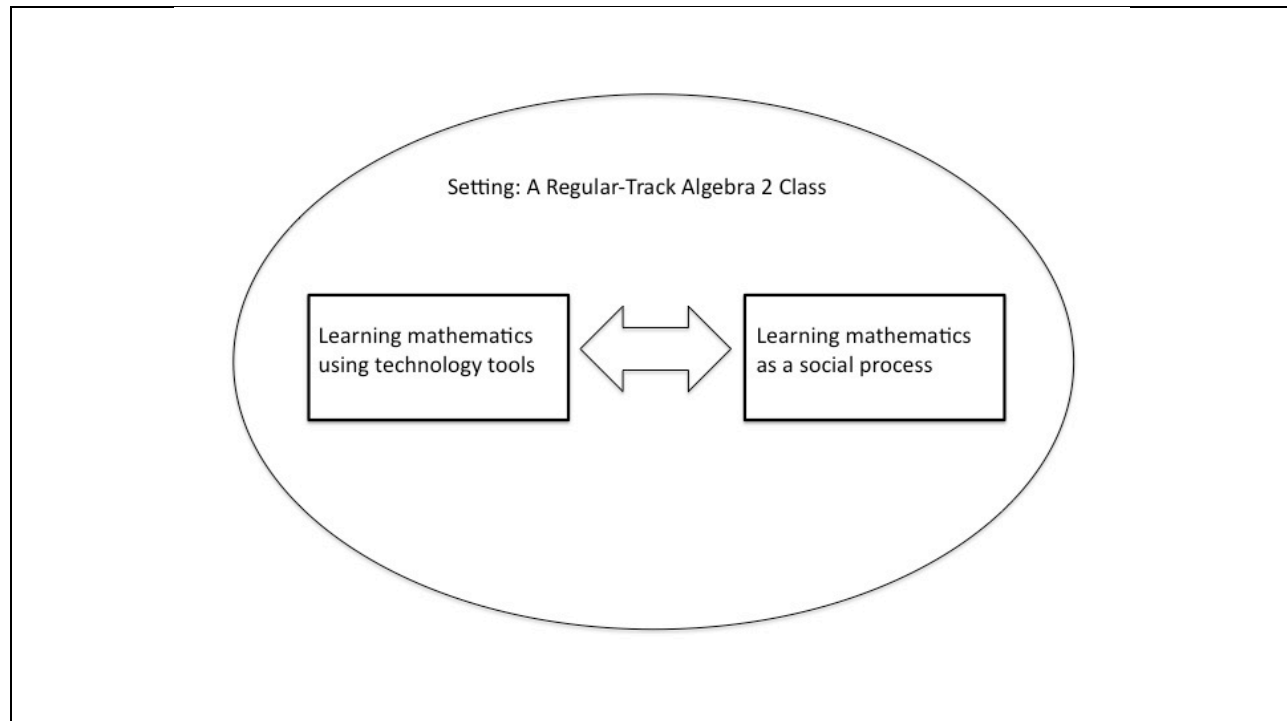 Setting: A Regular-Track Algebra 2 Class
Learning mathematics
using technology tools
Learning mathematics
as a social process